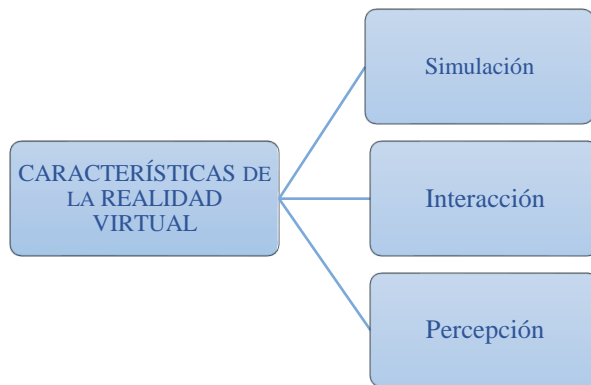 CARACTERÍSTICAS DE
LA REALIDAD
VIRTUAL
Simulación
Interacción
Percepción